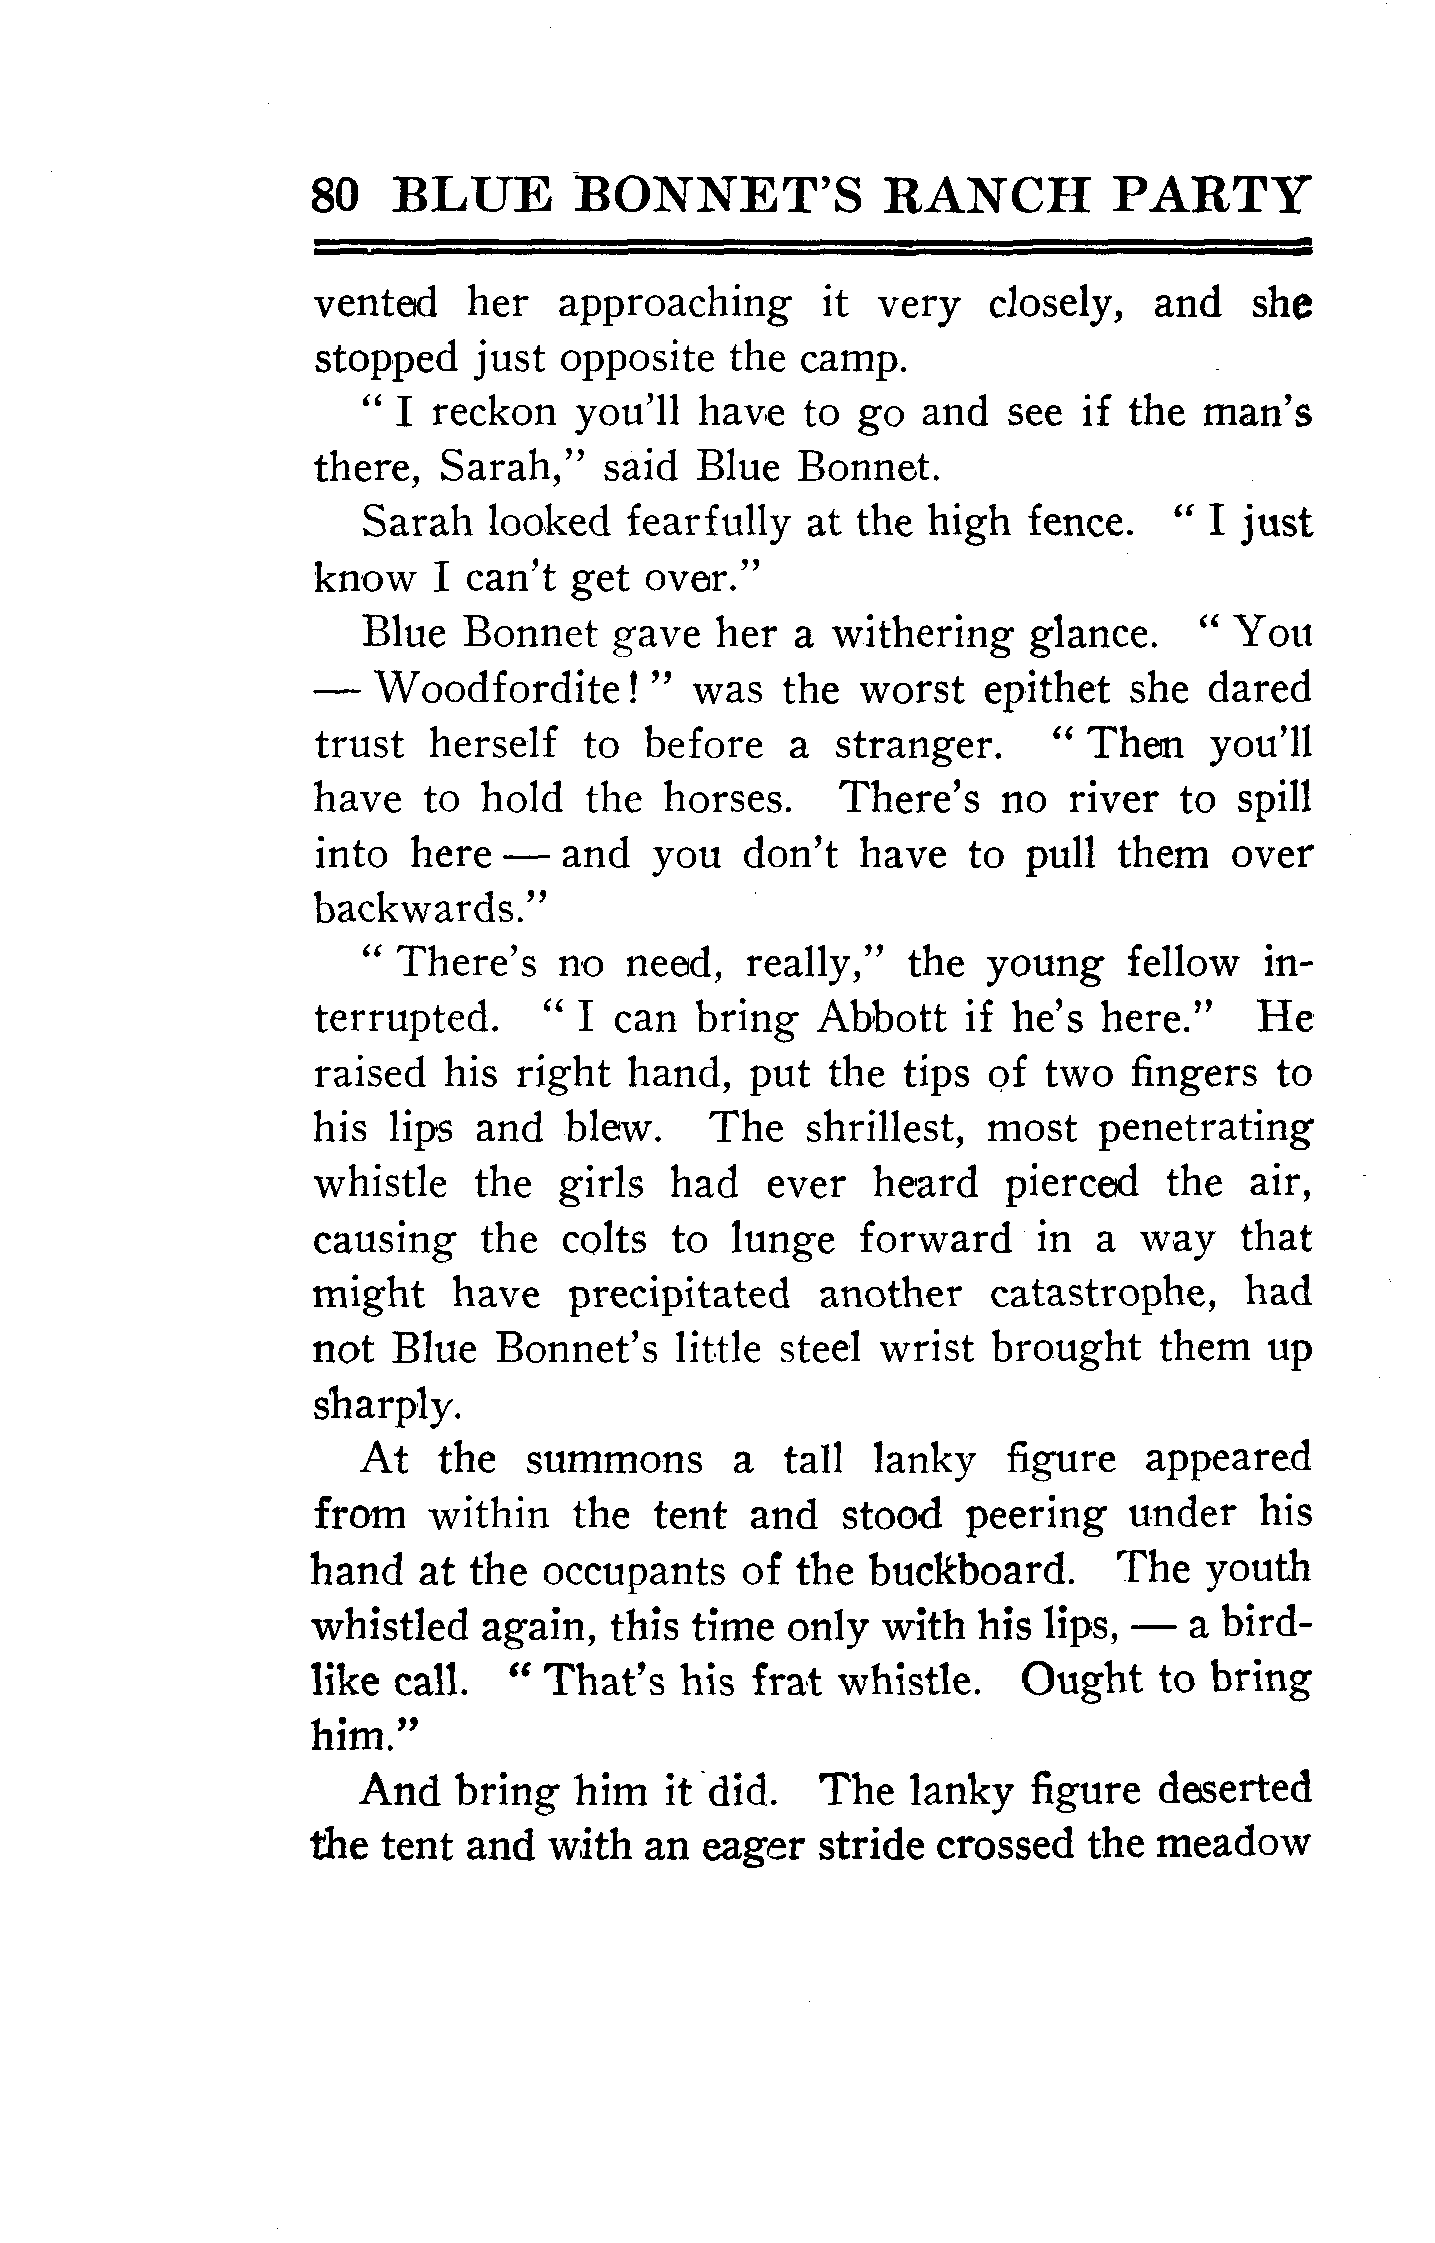 80 BLUE BONNET'S RANCH PARTY
vented her approaching it very closely, and she
stopped just opposite the camp.
" I reckon you'll have to go and see if the man's
there, Sarah," said Blue Bonnet.
Sarah looked fearfully at the high fence. " I just
know I can't get over."
Blue Bonnet gave her a withering glance. " You
— Woodfordite! " was the worst epithet she dared
trust herself to before a stranger. " Then you'll
have to hold the horses. There's no river to spill
into here — and you don't have to pull them over
backwards."
" There's no need, really," the young fellow in-
terrupted. " I can bring Abbott if he's here." He
raised his right hand, put the tips of two fingers to
his lips and blew. The shrillest, most penetrating
whistle the girls had ever heard pierced the air,
causing the colts to lunge forward in a way that
might have precipitated another catastrophe, had
not Blue Bonnet's little steel wrist brought them up
sharply.
At the summons a tall lanky figure appeared
from within the tent and stood peering under his
hand at the occupants of the buckboard. The youth
whistled again, this time only with his lips, — a bird-
like call. " That's his frat whistle. Ought to bring
him."
And bring him it did. The lanky figure deserted
the tent and with an eager stride crossed the meadow